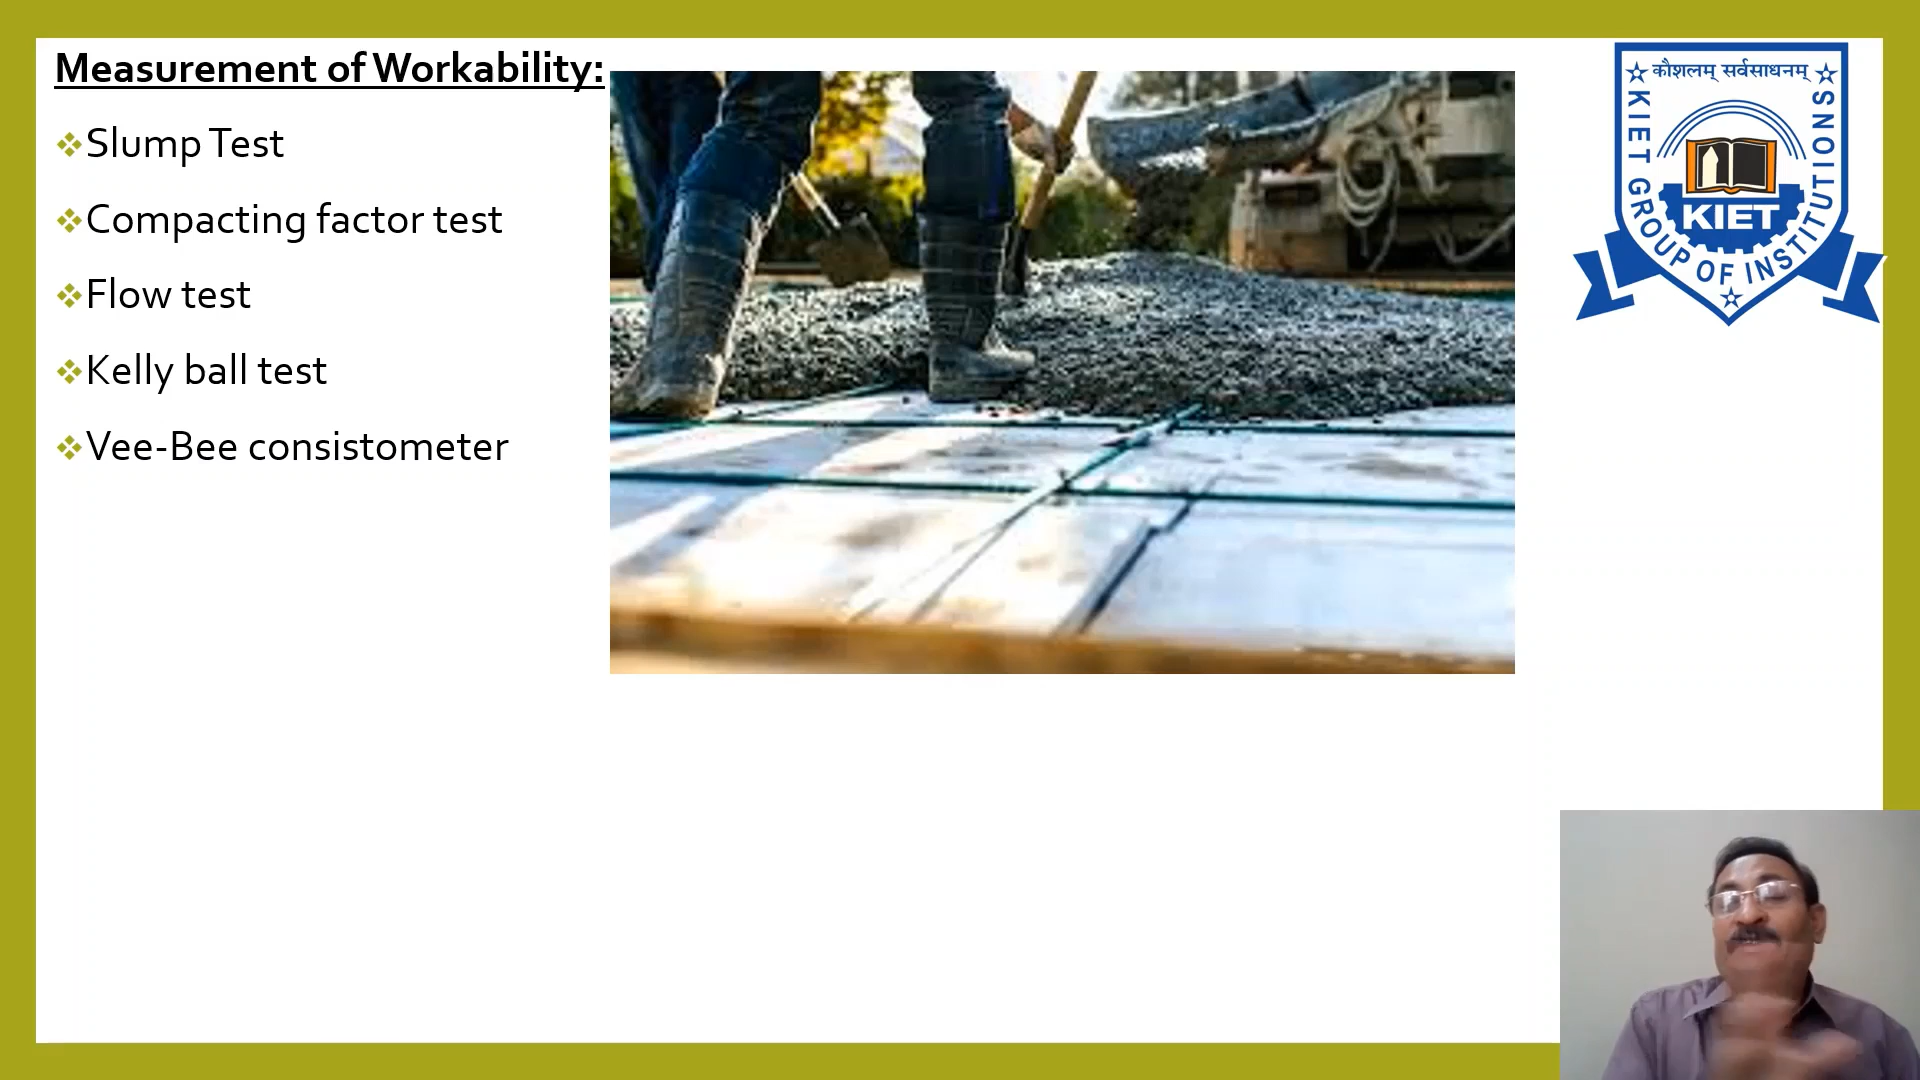 Measurement of Workability:
Slump Test
Compacting factor test
Flow test
Kelly ball test
Vee-Bee consistometer
कौशलम् सर्वसाधनम्
KIET GROUP OF INSTITUTIONS
KIET